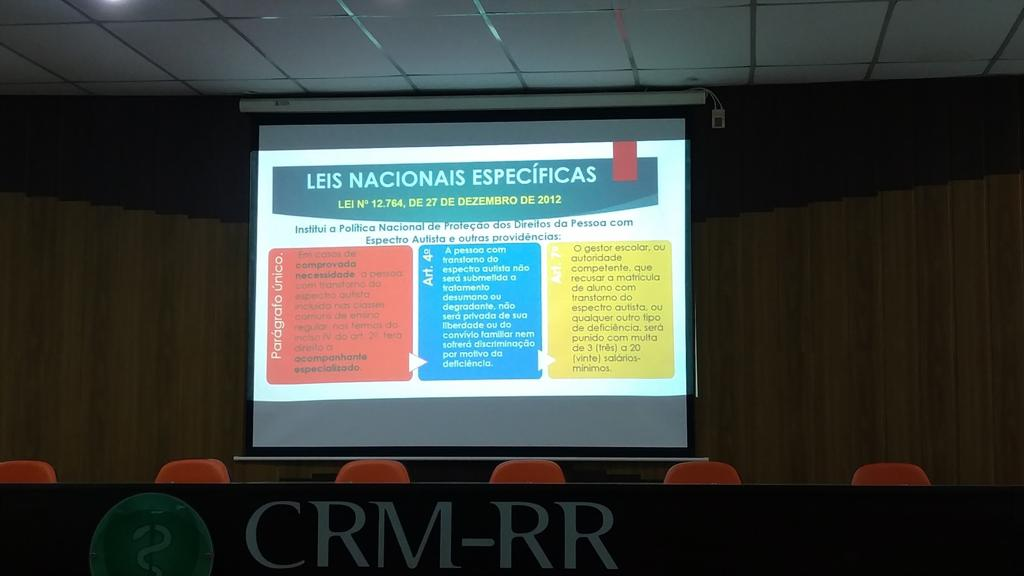 LEIS NACIONAIS ESPECÍFICAS
LEI Nº 12.764, DE 27 DE DEZEMBRO DE 2012
Institui a Política Nacional de Proteção dos Direitos da Pessoa com
Espectro Autista e outras providências:
Parágrafo único.
Em casos de
comprovada
necessidade, a pessoa
com transtorno do
espectro autista
incluída nas classes
comuns de ensino
regular, nos termos do
inciso IV do art. 2º, terá
direito a
acompanhante
especializado.
Art. 4º
A pessoa com
transtorno do
espectro autista não
será submetida a
tratamento
desumano ou
degradante, não
será privada de sua
liberdade ou do
convívio familiar nem
sofrerá discriminação
por motivo da
deficiência.
Art. 7º
O gestor escolar, ou
autoridade
competente, que
recusar a matrícula
de aluno com
transtorno do
espectro autista, ou
qualquer outro tipo
de deficiência, será
punido com multa
de 3 (três) a 20
(vinte) salários-
mínimos.
CRM-RR